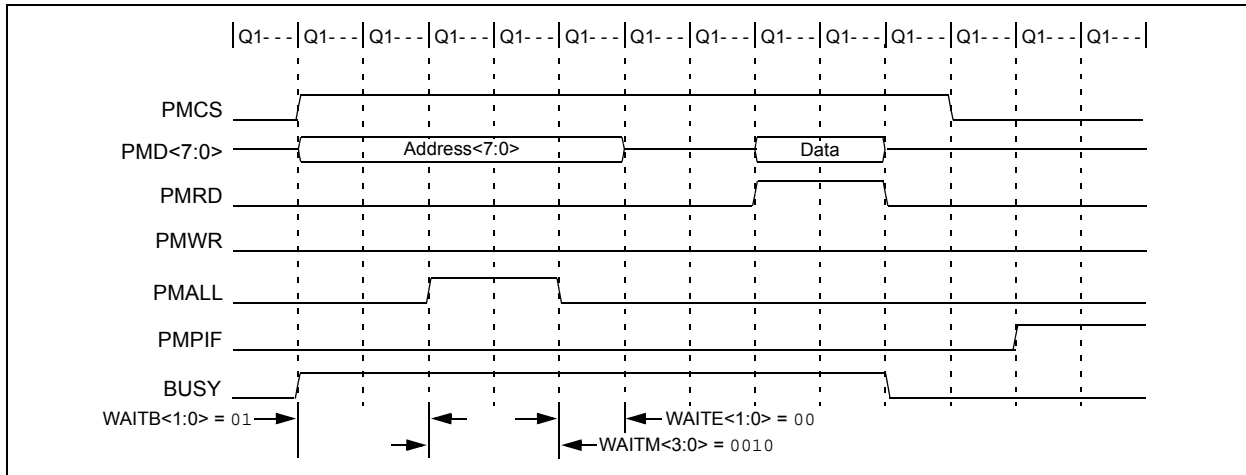 Q1- - - Q1- - - Q1- - - Q1- - - Q1- - - Q1- - - Q1- - - Q1- - - Q1- - - Q1- - - Q1- - - Q1- - - Q1- - - Q1- - -
PMCS
PMD<7:0> Address<7:0> Data
PMRD
PMWR
PMALL
PMPIF
BUSY
WAITB<1:0> = 01 WAITE<1:0> = 00
WAITM<3:0> = 0010